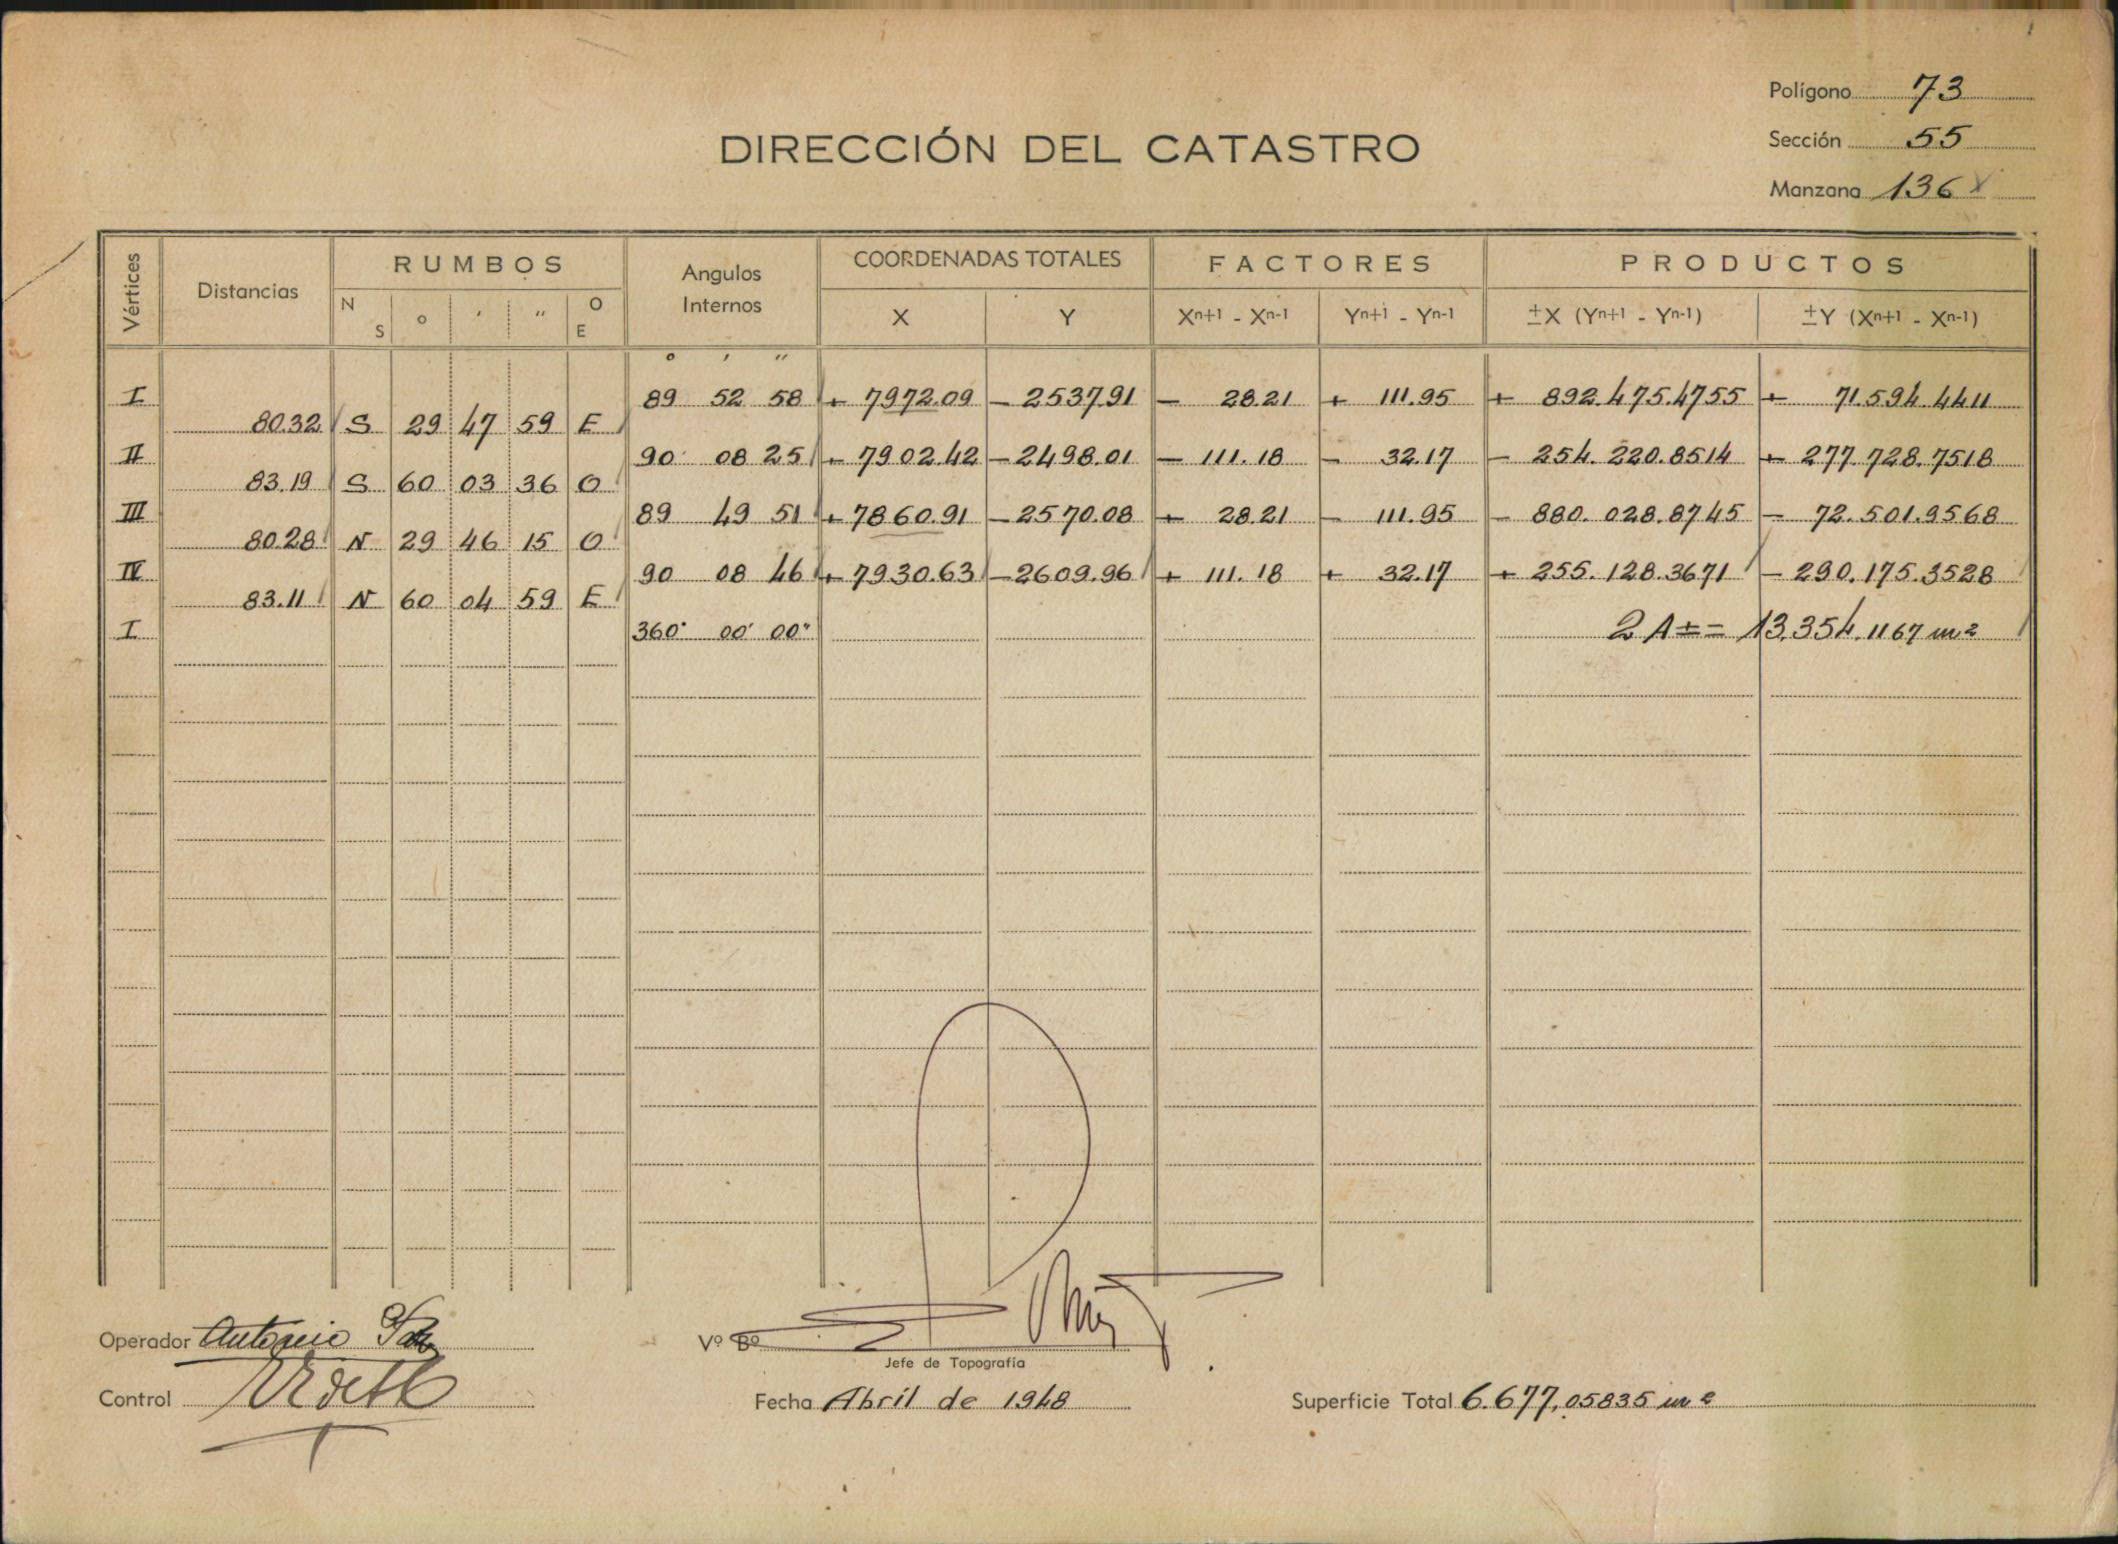 Polígono 73
DIRECCIÓN DEL CATASTRO
Sección 55
Manzana 136
Vértices Distancias RUMBOS Angulos Internos COORDENADAS TOTALES FACTORES PRODUCTOS
N S o ' " O E X Y Xn+1 - Xn-1 Yn+1 - Yn-1 ±X (Yn+1 - Yn-1) ±Y (Xn+1 - Xn-1)
o ' "
I 89 52 58 + 7972.09 - 2537.91 - 28.21 + 111.95 + 892.475.4755 + 71.594.4411
80.32 S 29 47 59 E
II 90 08 25 + 7902.42 - 2498.01 - 111.18 - 32.17 - 254.220.8514 + 277.728.7518
83.19 S 60 03 36 O
III 89 49 51 + 7860.91 - 2570.08 + 28.21 - 111.95 - 880.028.8745 - 72.501.9568
80.28 N 29 46 15 O
IV 90 08 46 + 7930.63 - 2609.96 + 111.18 + 32.17 + 255.128.3671 - 290.175.3528
83.11 N 60 04 59 E
I 360° 00' 00" 2 A ± = 13.354.1167 m2
Operador Antonio
Vº Bº
Jefe de Topografía
Control
Fecha Abril de 1948
Superficie Total 6.677,05835 m2